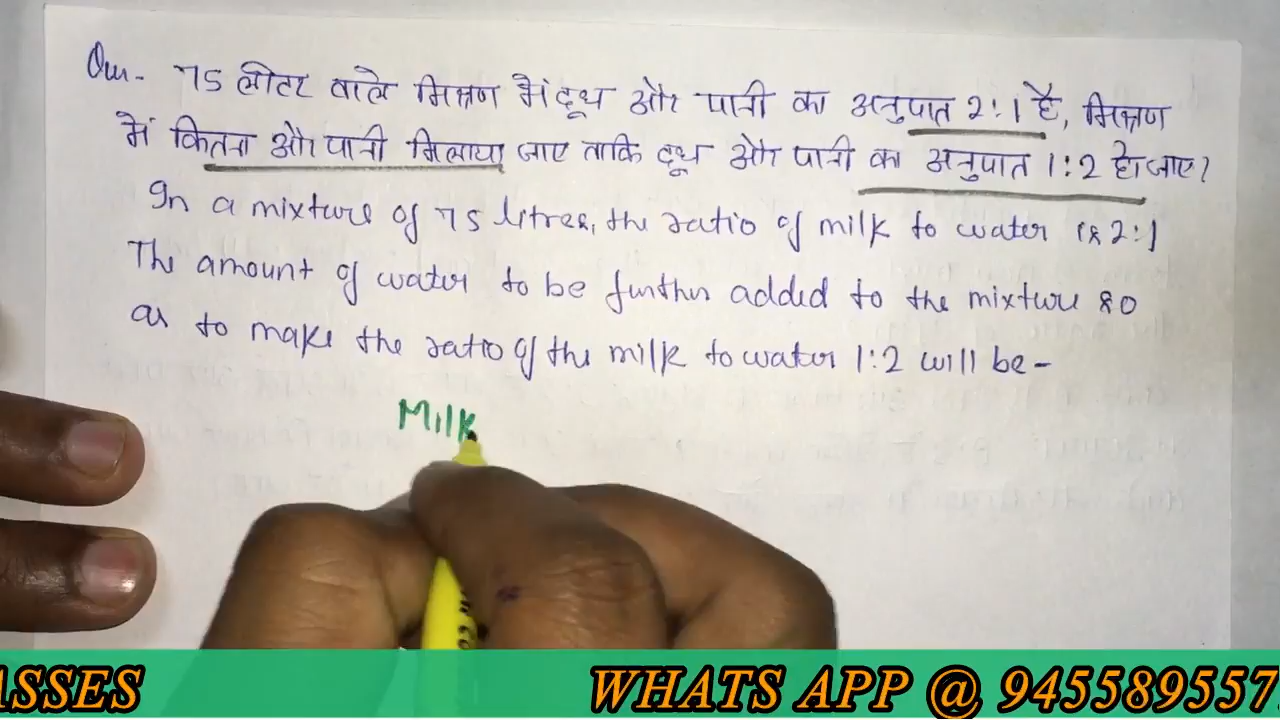 Que- 75 लीटर वाले मिश्रण में दूध और पानी का अनुपात 2:1 है, मिश्रण
में कितना और पानी मिलाया जाए ताकि दूध और पानी का अनुपात 1:2 हो जाए?
In a mixture of 75 litres, the ratio of milk to water is 2:1
The amount of water to be further added to the mixture so
as to make the ratio of the milk to water 1:2 will be-
Milk
ASSES WHATS APP @ 945589557